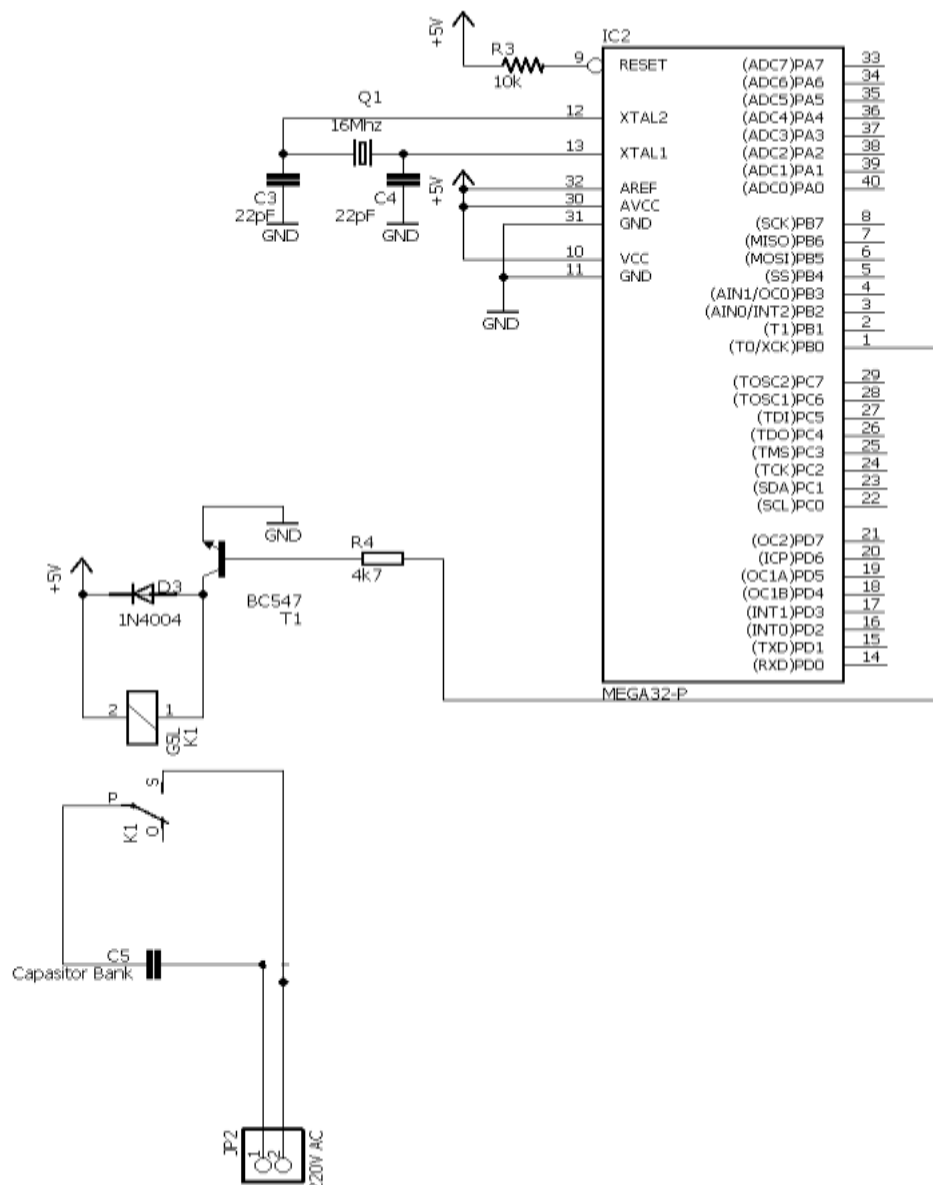 +5V
R3
10k
9
IC2
RESET
(ADC7)PA7
33
(ADC6)PA6
34
(ADC5)PA5
35
Q1
16Mhz
12
XTAL2
(ADC4)PA4
36
(ADC3)PA3
37
13
XTAL1
(ADC2)PA2
38
(ADC1)PA1
39
C3
22pF
GND
C4
22pF
GND
+5V
32
AREF
(ADC0)PA0
40
30
AVCC
31
GND
(SCK)PB7
8
(MISO)PB6
7
10
VCC
(MOSI)PB5
6
11
GND
(SS)PB4
5
(AIN1/OC0)PB3
4
GND
(AIN0/INT2)PB2
3
(T1)PB1
2
(T0/XCK)PB0
1
(TOSC2)PC7
29
(TOSC1)PC6
28
(TDI)PC5
27
(TDO)PC4
26
(TMS)PC3
25
(TCK)PC2
24
(SDA)PC1
23
(SCL)PC0
22
(OC2)PD7
21
(ICP)PD6
20
(OC1A)PD5
19
(OC1B)PD4
18
(INT1)PD3
17
(INT0)PD2
16
(TXD)PD1
15
(RXD)PD0
14
MEGA32-P
GND
R4
4k7
+5V
D3
1N4004
BC547
T1
2
1
G5L
K1
S
P
K1
O
C5
Capasitor Bank
JP2
1
2
220V AC